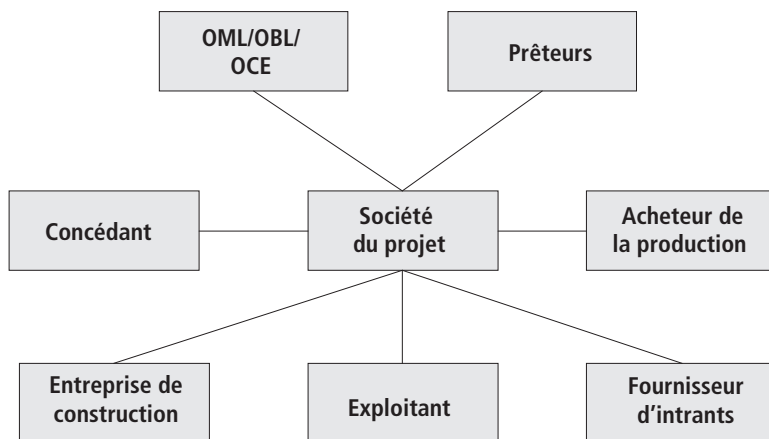 OML/OBL/
OCE
Prêteurs
Concédant
Société
du projet
Acheteur de
la production
Entreprise de
construction
Exploitant
Fournisseur
d’intrants